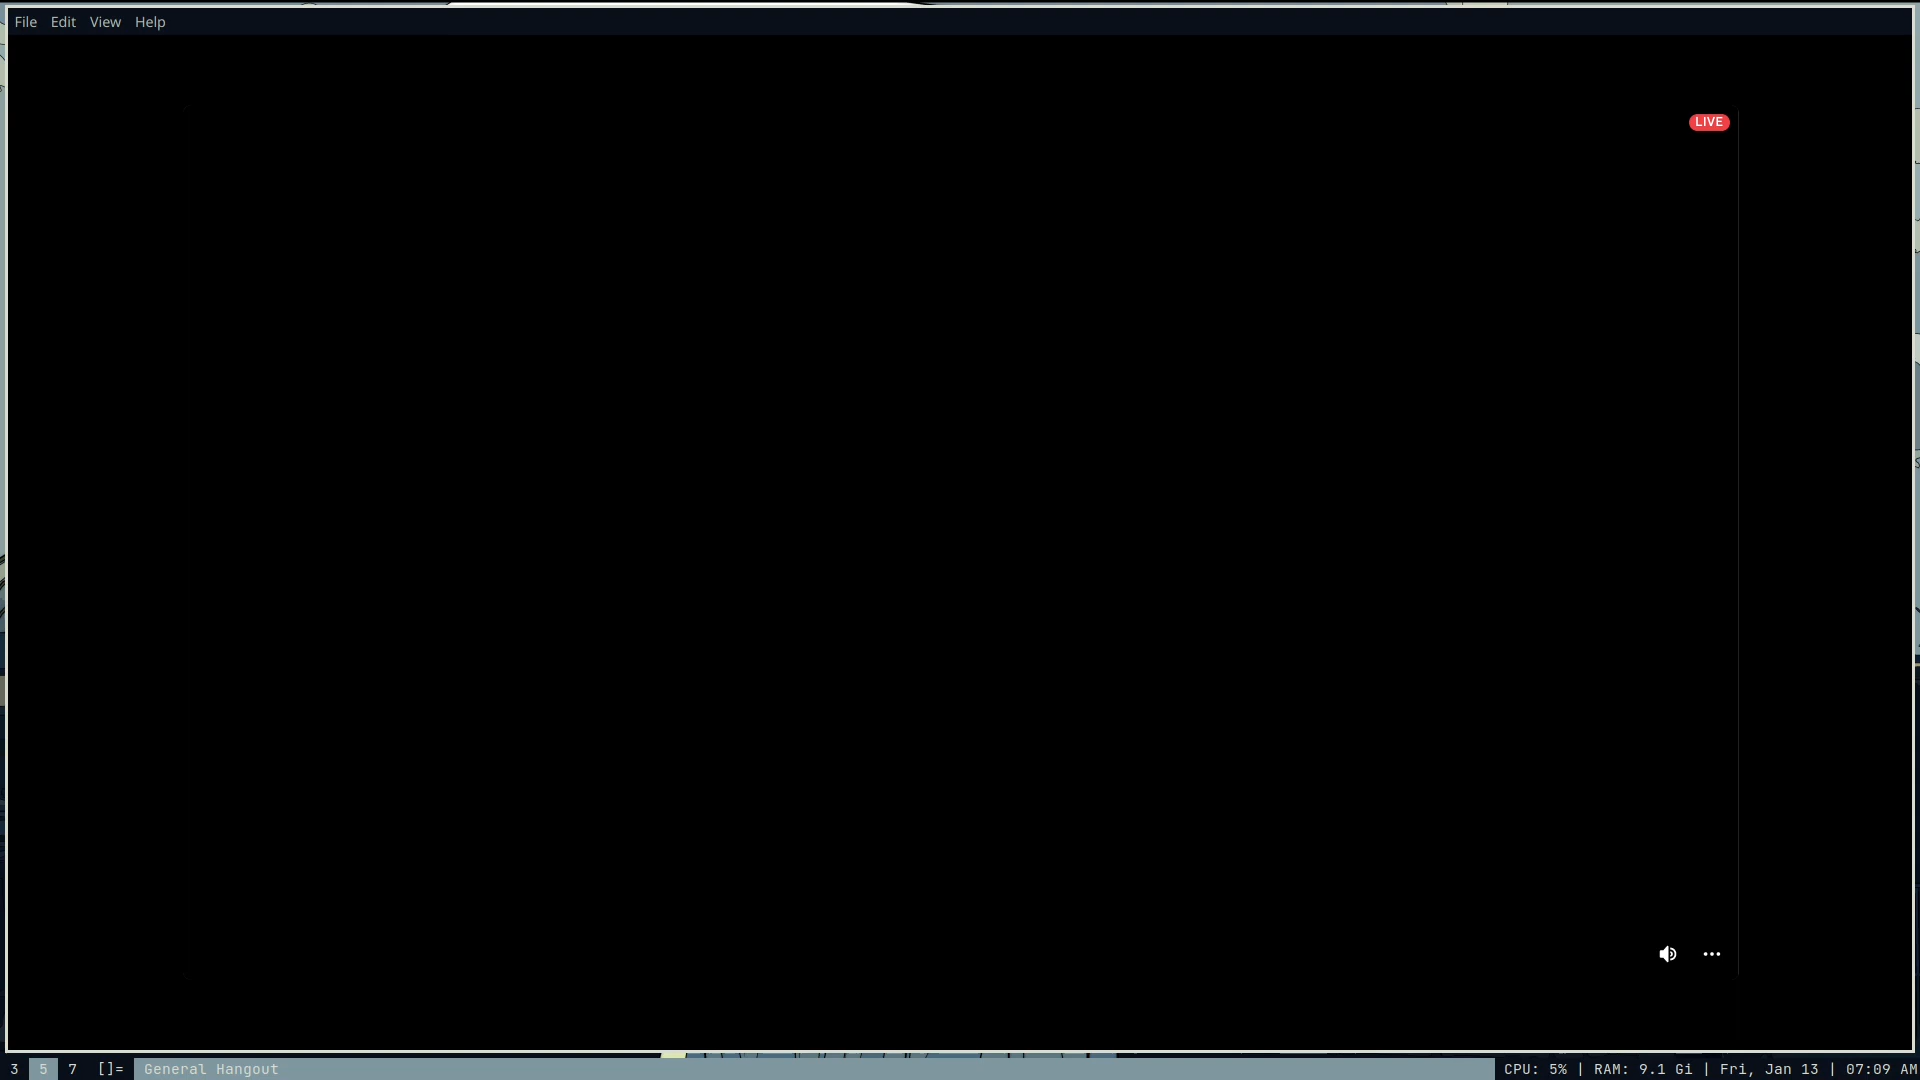 File Edit View Help
LIVE
3 5 7 []= General Hangout CPU: 5% | RAM: 9.1 Gi | Fri, Jan 13 | 07:09 AM